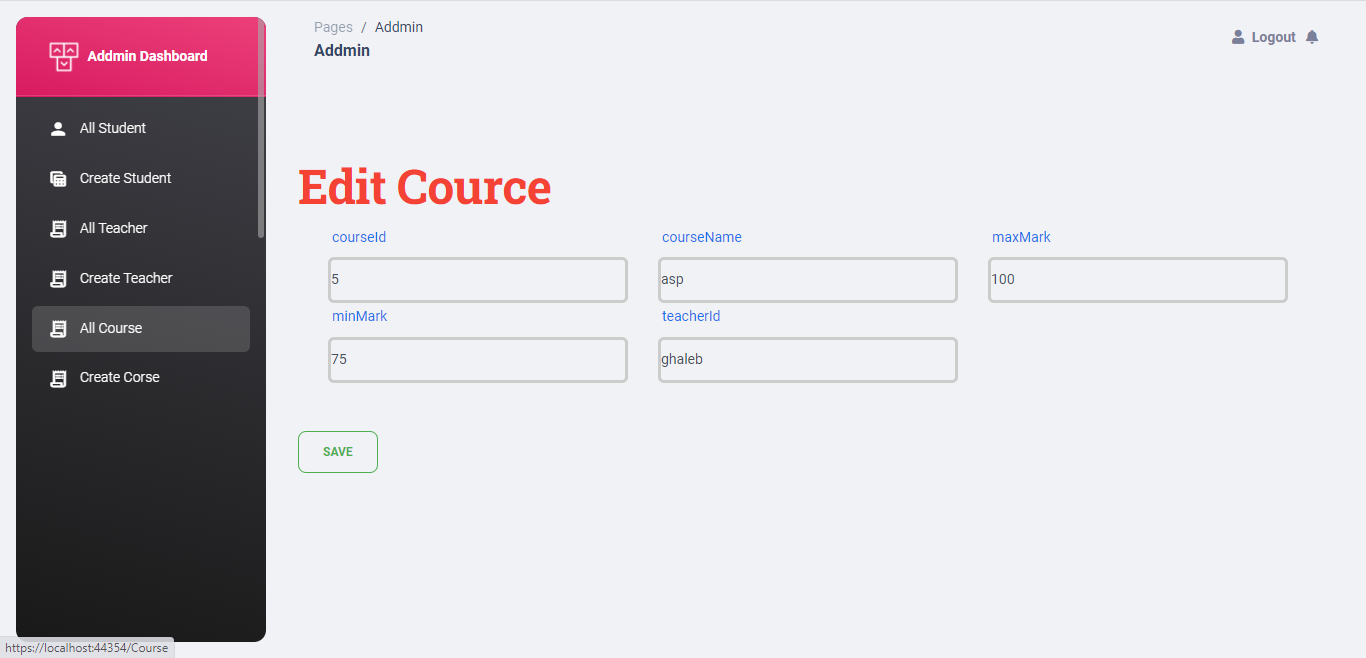 Addmin Dashboard
All Student
Create Student
All Teacher
Create Teacher
All Course
Create Corse
Pages / Addmin
Addmin
Logout
Edit Cource
courseId courseName maxMark
5 asp 100
minMark teacherId
75 ghaleb
SAVE
https://localhost:44354/Course